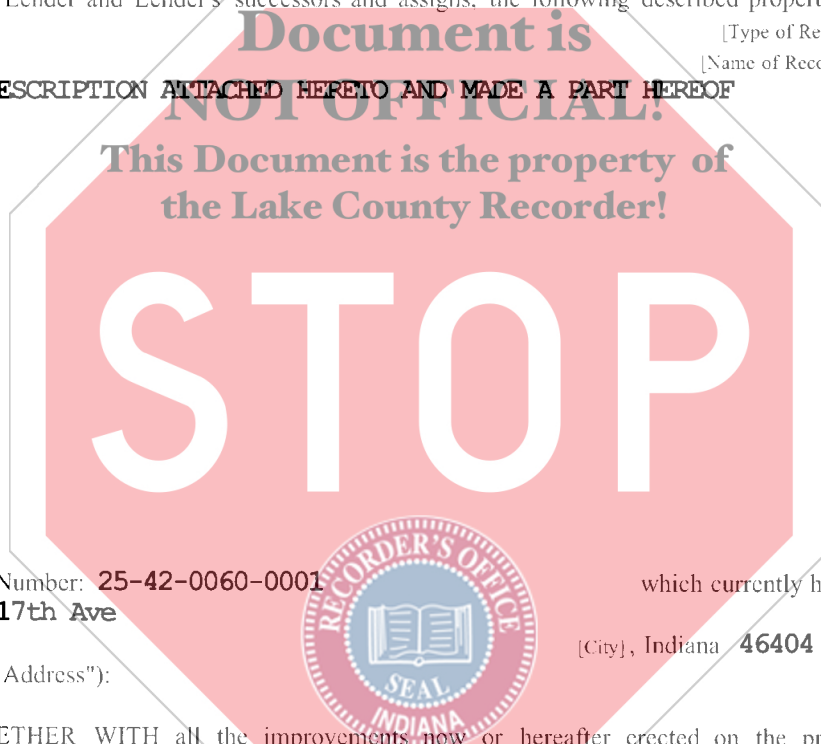 Lender and Lender's successors and assigns, the following described propert
Document is
[Type of Re
[Name of Reco
NOT OFFICIAL!
ESCRIPTION ATTACHED HERETO AND MADE A PART HEREOF
This Document is the property of
the Lake County Recorder!
STOP
Number: 25-42-0060-0001 which currently h
17th Ave
[City], Indiana 46404
Address"):
RECORDER'S OFFICE
SEAL
INDIANA
ETHER WITH all the improvements now or hereafter erected on the pr